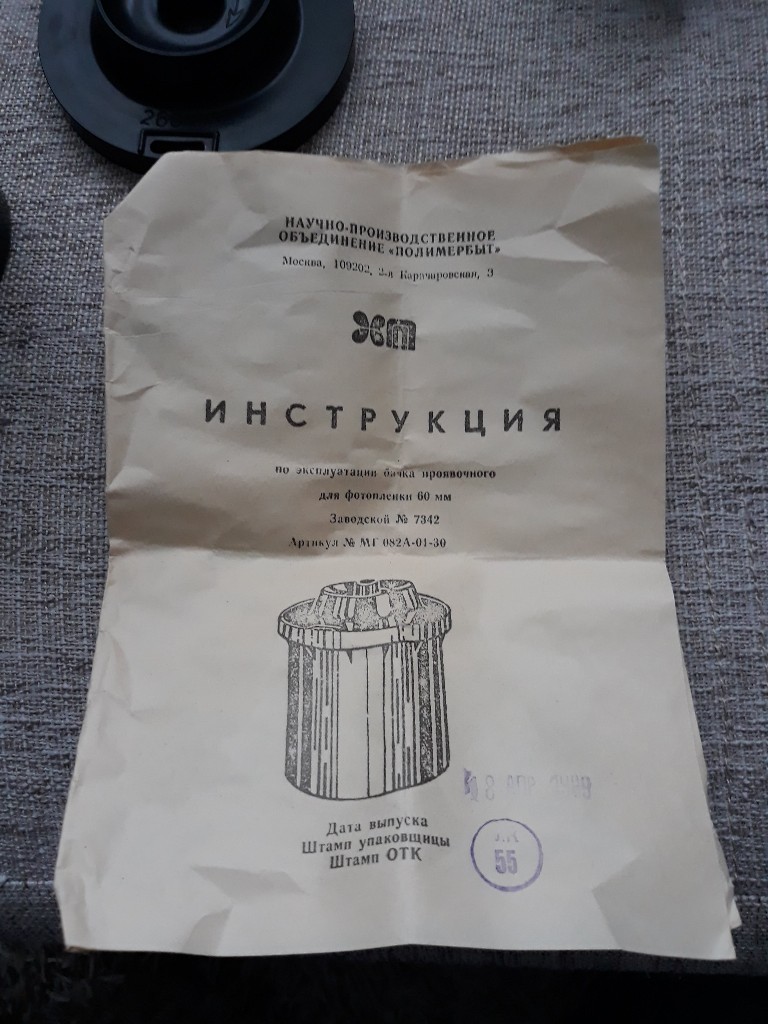 НАУЧНО-ПРОИЗВОДСТВЕННОЕ
ОБЪЕДИНЕНИЕ «ПОЛИМЕРБЫТ»
Москва, 109202, 2-я Карачаровская, 3
ИНСТРУКЦИЯ
по эксплуатации бачка проявочного
для фотопленки 60 мм
Заводской № 7342
Артикул № МГ 082А-01-30
Дата выпуска
Штамп упаковщицы
Штамп ОТК
55